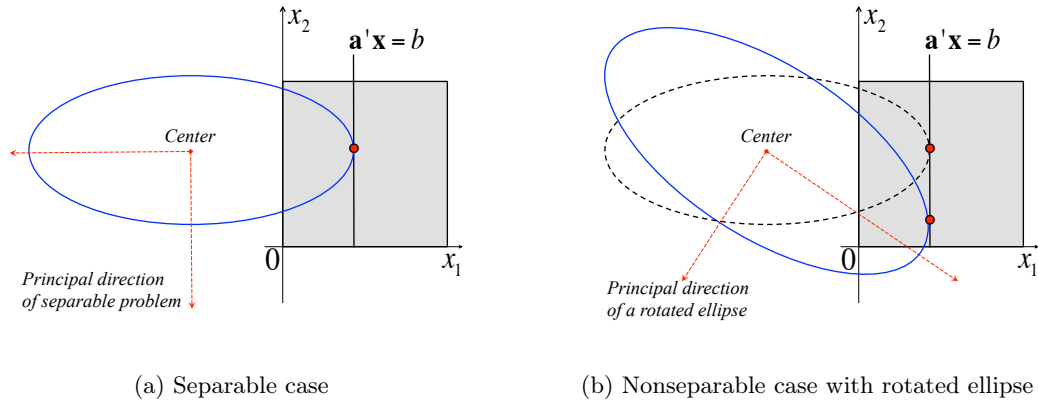 x₂
a'x = b
Center
0
x₁
Principal direction
of separable problem
(a) Separable case
x₂
a'x = b
Center
0
x₁
Principal direction
of a rotated ellipse
(b) Nonseparable case with rotated ellipse